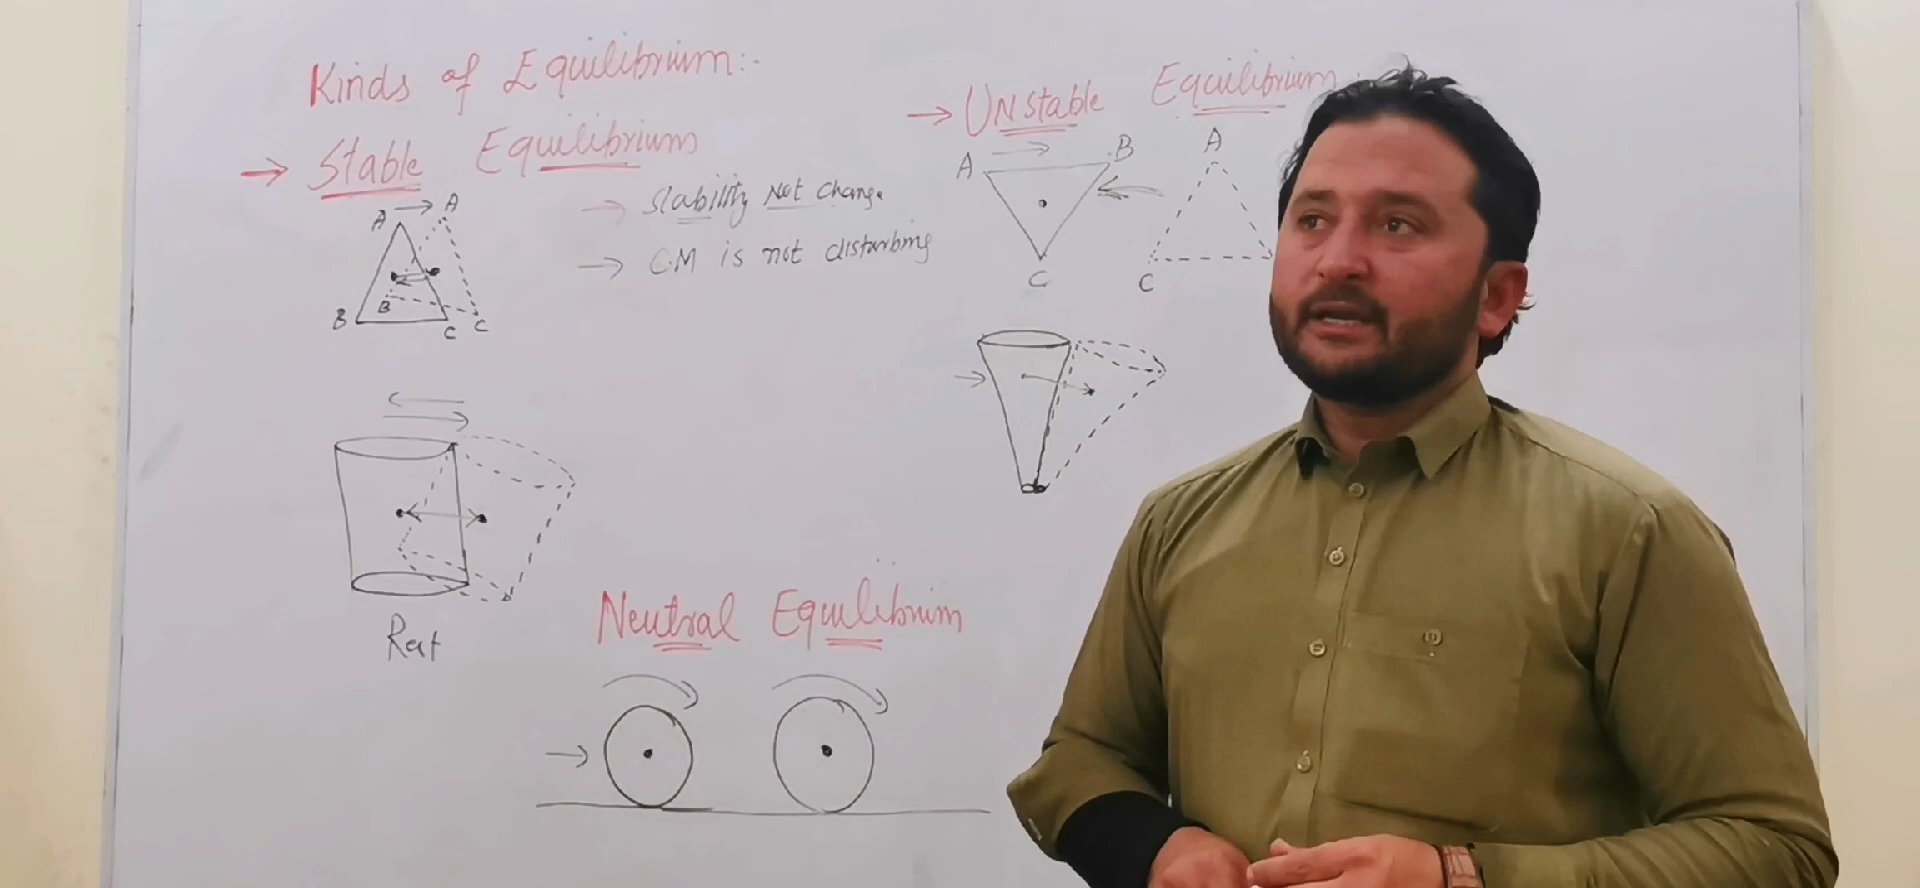 Kinds of Equilibrium:-
→ Stable Equilibrium
→ Stability Not Change
→ C.M is not disturbing
A → A
B B C C
Rest
→ UNstable Equilibrium
A B A
C C
Neutral Equilibrium